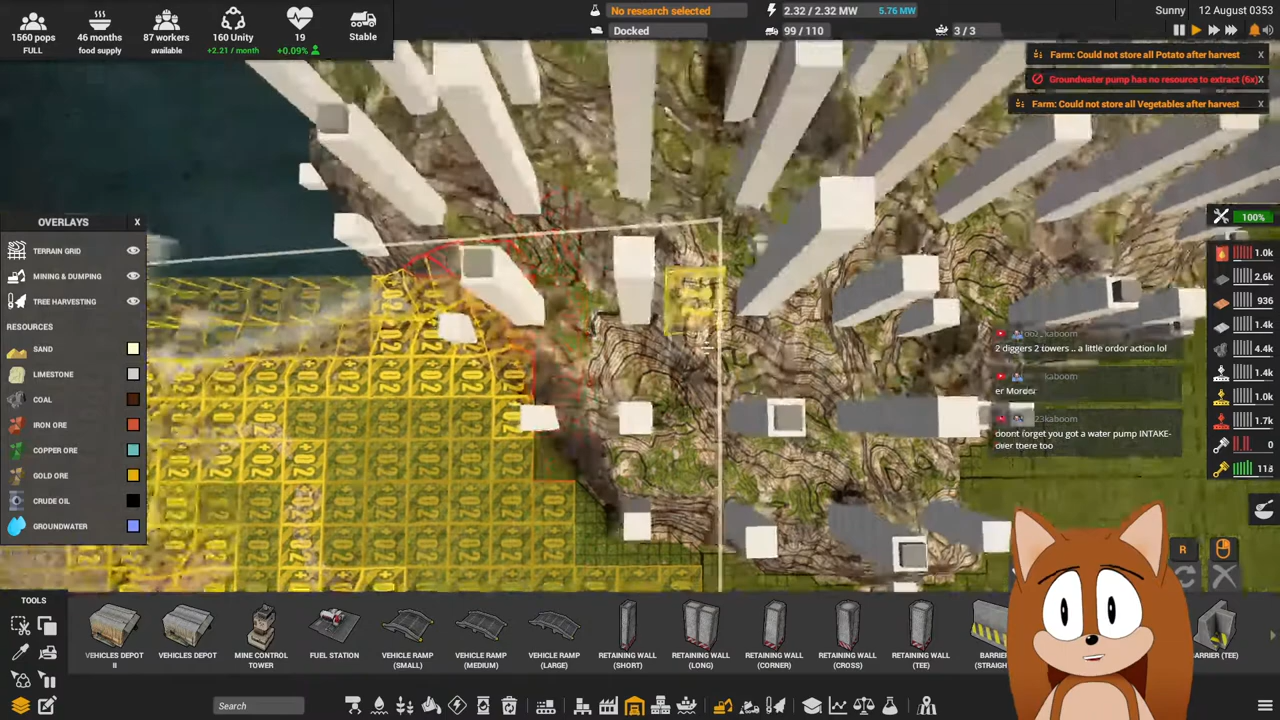 1560 pops
FULL
46 months
food supply
87 workers
available
160 Unity
+2.21 / month
19
+0.09%
Stable
No research selected
Docked
2.32 / 2.32 MW
5.76 MW
99 / 110
3 / 3
Sunny
12 August 0353
Farm: Could not store all Potato after harvest X
Groundwater pump has no resource to extract (6x) X
Farm: Could not store all Vegetables after harvest X
OVERLAYS X
TERRAIN GRID
MINING & DUMPING
TREE HARVESTING
RESOURCES
SAND
LIMESTONE
COAL
IRON ORE
COPPER ORE
GOLD ORE
CRUDE OIL
GROUNDWATER
100%
1.0k
2.6k
936
1.4k
4.4k
1.4k
1.0k
1.7k
0
2 diggers 2 towers .. a little ordor action lol
kaboom
er Morder
23kaboom
dont forget you got a water pump INTAKE-
over there too
R
TOOLS
VEHICLES DEPOT
II
VEHICLES DEPOT
MINE CONTROL
TOWER
FUEL STATION
VEHICLE RAMP
(SMALL)
VEHICLE RAMP
(MEDIUM)
VEHICLE RAMP
(LARGE)
RETAINING WALL
(SHORT)
RETAINING WALL
(LONG)
RETAINING WALL
(CORNER)
RETAINING WALL
(CROSS)
RETAINING WALL
(TEE)
Search